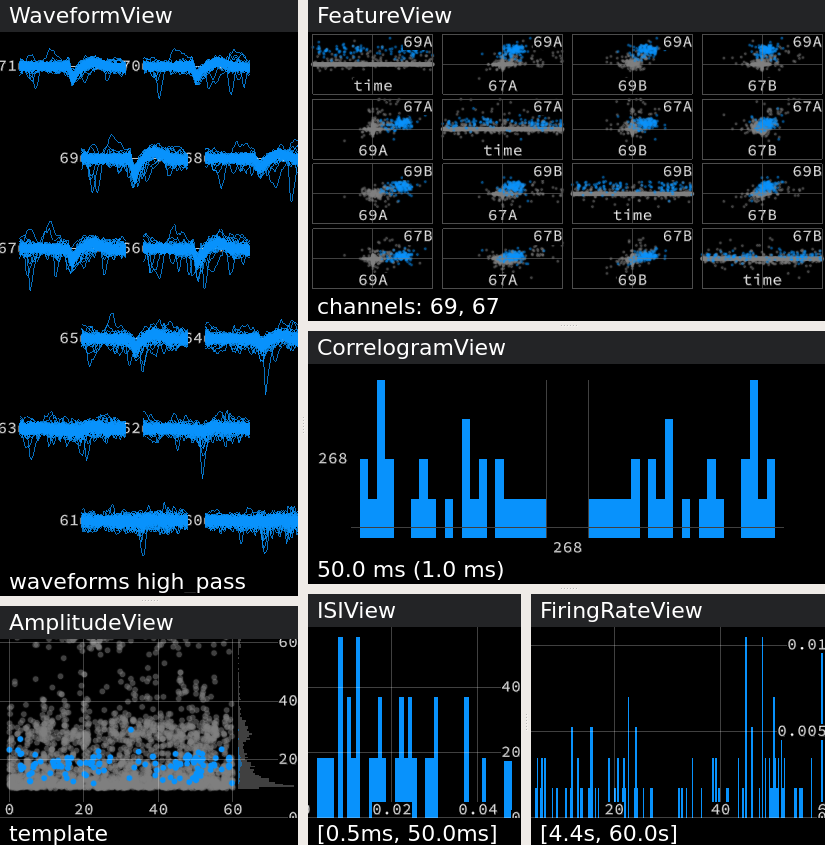 WaveformView
71 70
69 68
67 66
65 64
63 62
61 60
waveforms high_pass
FeatureView
69A 69A 69A 69A
time 67A 69B 67B
67A 67A 67A 67A
69A time 69B 67B
69B 69B 69B 69B
69A 67A time 67B
67B 67B 67B 67B
69A 67A 69B time
channels: 69, 67
CorrelogramView
268
268
50.0 ms (1.0 ms)
AmplitudeView
60
40
20
0
0 20 40 60
template
ISIView
40
20
0.02 0.04
[0.5ms, 50.0ms]
FiringRateView
0.01
0.005
20 40
[4.4s, 60.0s]